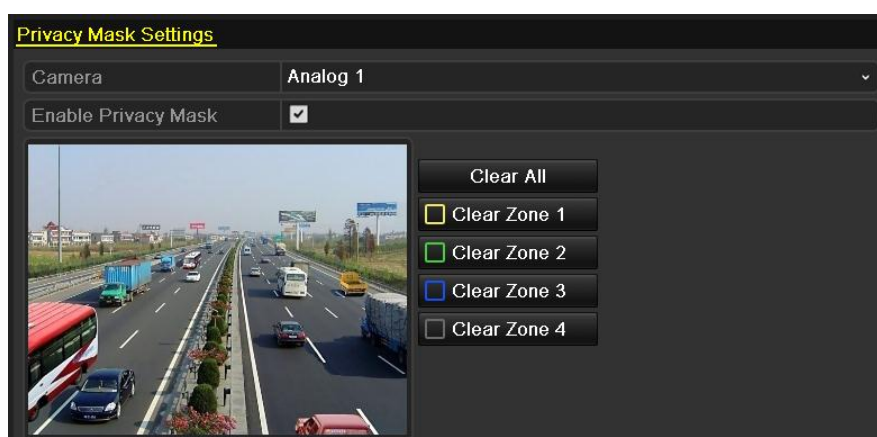 Privacy Mask Settings
Camera
Analog 1
Enable Privacy Mask
Clear All
Clear Zone 1
Clear Zone 2
Clear Zone 3
Clear Zone 4